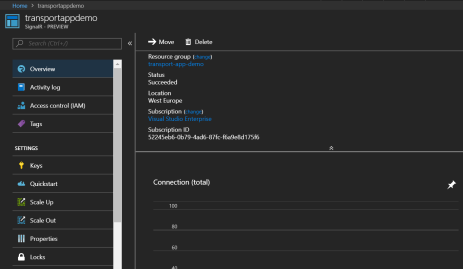 Home > transportappdemo
transportappdemo
SignalR - PREVIEW
Search (Ctrl+/)
«
Overview
Activity log
Access control (IAM)
Tags
SETTINGS
Keys
Quickstart
Scale Up
Scale Out
Properties
Locks
Move
Delete
Resource group (change)
transport-app-demo
Status
Succeeded
Location
West Europe
Subscription (change)
Visual Studio Enterprise
Subscription ID
52245eb6-0b79-4ad6-87fc-f6a9e8d175f6
Connection (total)
100
80
60
40